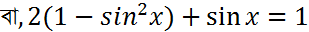 বা, 2(1 − sin²x) + sin x = 1